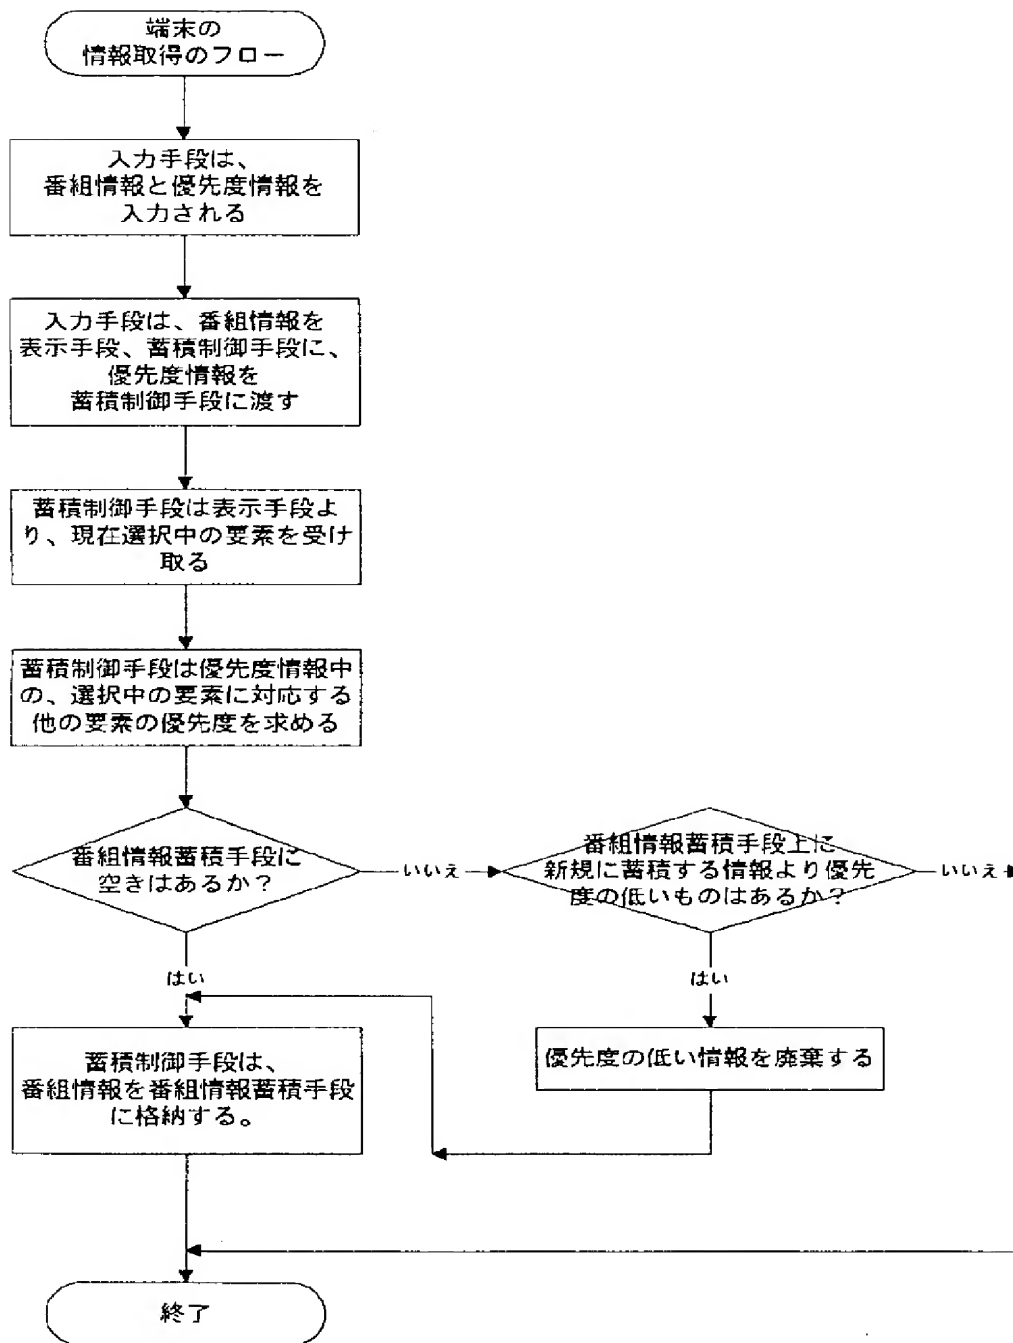 端末の
情報取得のフロー
入力手段は、
番組情報と優先度情報を
入力される
入力手段は、番組情報を
表示手段、蓄積制御手段に、
優先度情報を
蓄積制御手段に渡す
蓄積制御手段は表示手段よ
り、現在選択中の要素を受け
取る
蓄積制御手段は優先度情報中
の、選択中の要素に対応する
他の要素の優先度を求める
番組情報蓄積手段に
空きはあるか？
いいえ
番組情報蓄積手段上に
新規に蓄積する情報より優先
度の低いものはあるか？
いいえ
はい
はい
蓄積制御手段は、
番組情報を番組情報蓄積手段
に格納する。
優先度の低い情報を廃棄する
終了